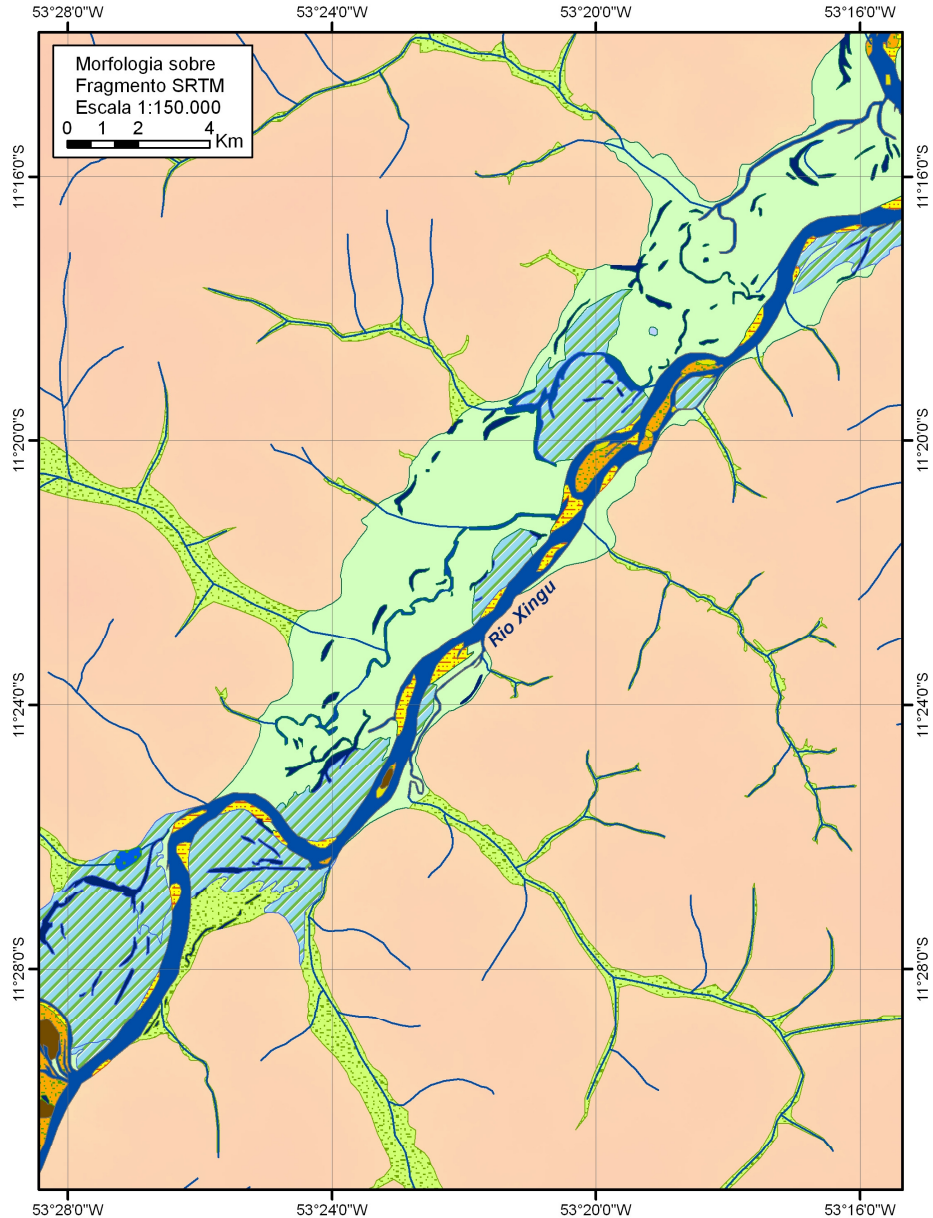 53°28'0"W 53°24'0"W 53°20'0"W 53°16'0"W
Morfologia sobre
Fragmento SRTM
Escala 1:150.000
0 1 2 4 Km
11°16'0"S 11°16'0"S
11°20'0"S 11°20'0"S
Rio Xingu
11°24'0"S 11°24'0"S
11°28'0"S 11°28'0"S
53°28'0"W 53°24'0"W 53°20'0"W 53°16'0"W